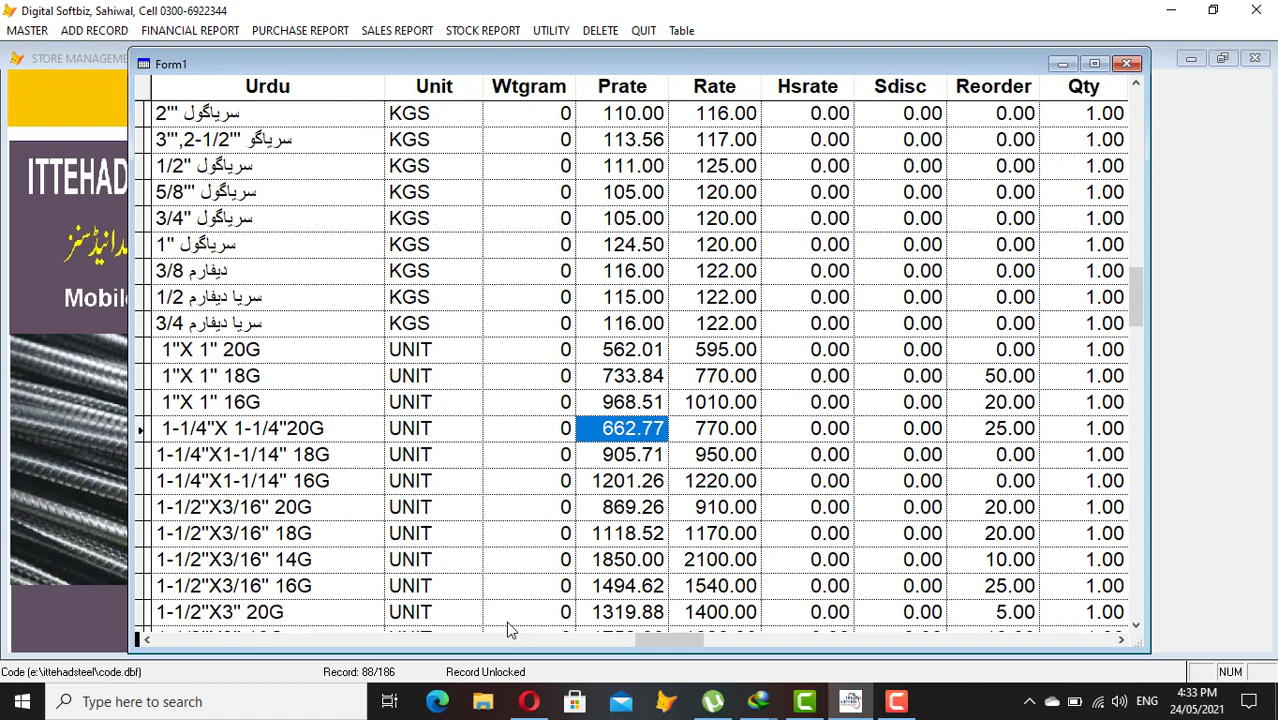 Digital Softbiz, Sahiwal, Cell 0300-6922344
MASTER ADD RECORD FINANCIAL REPORT PURCHASE REPORT SALES REPORT STOCK REPORT UTILITY DELETE QUIT Table
STORE MANAGEME
Form1
ITTEHAD
Mobile
Urdu Unit Wtgram Prate Rate Hsrate Sdisc Reorder Qty
سریاگول "2 KGS 0 110.00 116.00 0.00 0.00 0.00 1.00
سریاگو "'2-1/2,"'3 KGS 0 113.56 117.00 0.00 0.00 0.00 1.00
سریاگول "1/2 KGS 0 111.00 125.00 0.00 0.00 0.00 1.00
سریاگول "'5/8 KGS 0 105.00 120.00 0.00 0.00 0.00 1.00
سریاگول "3/4 KGS 0 105.00 120.00 0.00 0.00 0.00 1.00
سریاگول "1 KGS 0 124.50 120.00 0.00 0.00 0.00 1.00
دیفارم 3/8 KGS 0 116.00 122.00 0.00 0.00 0.00 1.00
سریا دیفارم 1/2 KGS 0 115.00 122.00 0.00 0.00 0.00 1.00
سریا دیفارم 3/4 KGS 0 116.00 122.00 0.00 0.00 0.00 1.00
1"X 1" 20G UNIT 0 562.01 595.00 0.00 0.00 0.00 1.00
1"X 1" 18G UNIT 0 733.84 770.00 0.00 0.00 50.00 1.00
1"X 1" 16G UNIT 0 968.51 1010.00 0.00 0.00 20.00 1.00
1-1/4"X 1-1/4"20G UNIT 0 662.77 770.00 0.00 0.00 25.00 1.00
1-1/4"X1-1/14" 18G UNIT 0 905.71 950.00 0.00 0.00 0.00 1.00
1-1/4"X1-1/14" 16G UNIT 0 1201.26 1220.00 0.00 0.00 0.00 1.00
1-1/2"X3/16" 20G UNIT 0 869.26 910.00 0.00 0.00 20.00 1.00
1-1/2"X3/16" 18G UNIT 0 1118.52 1170.00 0.00 0.00 20.00 1.00
1-1/2"X3/16" 14G UNIT 0 1850.00 2100.00 0.00 0.00 10.00 1.00
1-1/2"X3/16" 16G UNIT 0 1494.62 1540.00 0.00 0.00 25.00 1.00
1-1/2"X3" 20G UNIT 0 1319.88 1400.00 0.00 0.00 5.00 1.00
Code (e:\ittehadsteel\code.dbf) Record: 88/186 Record Unlocked NUM
Type here to search ENG 4:33 PM
24/05/2021